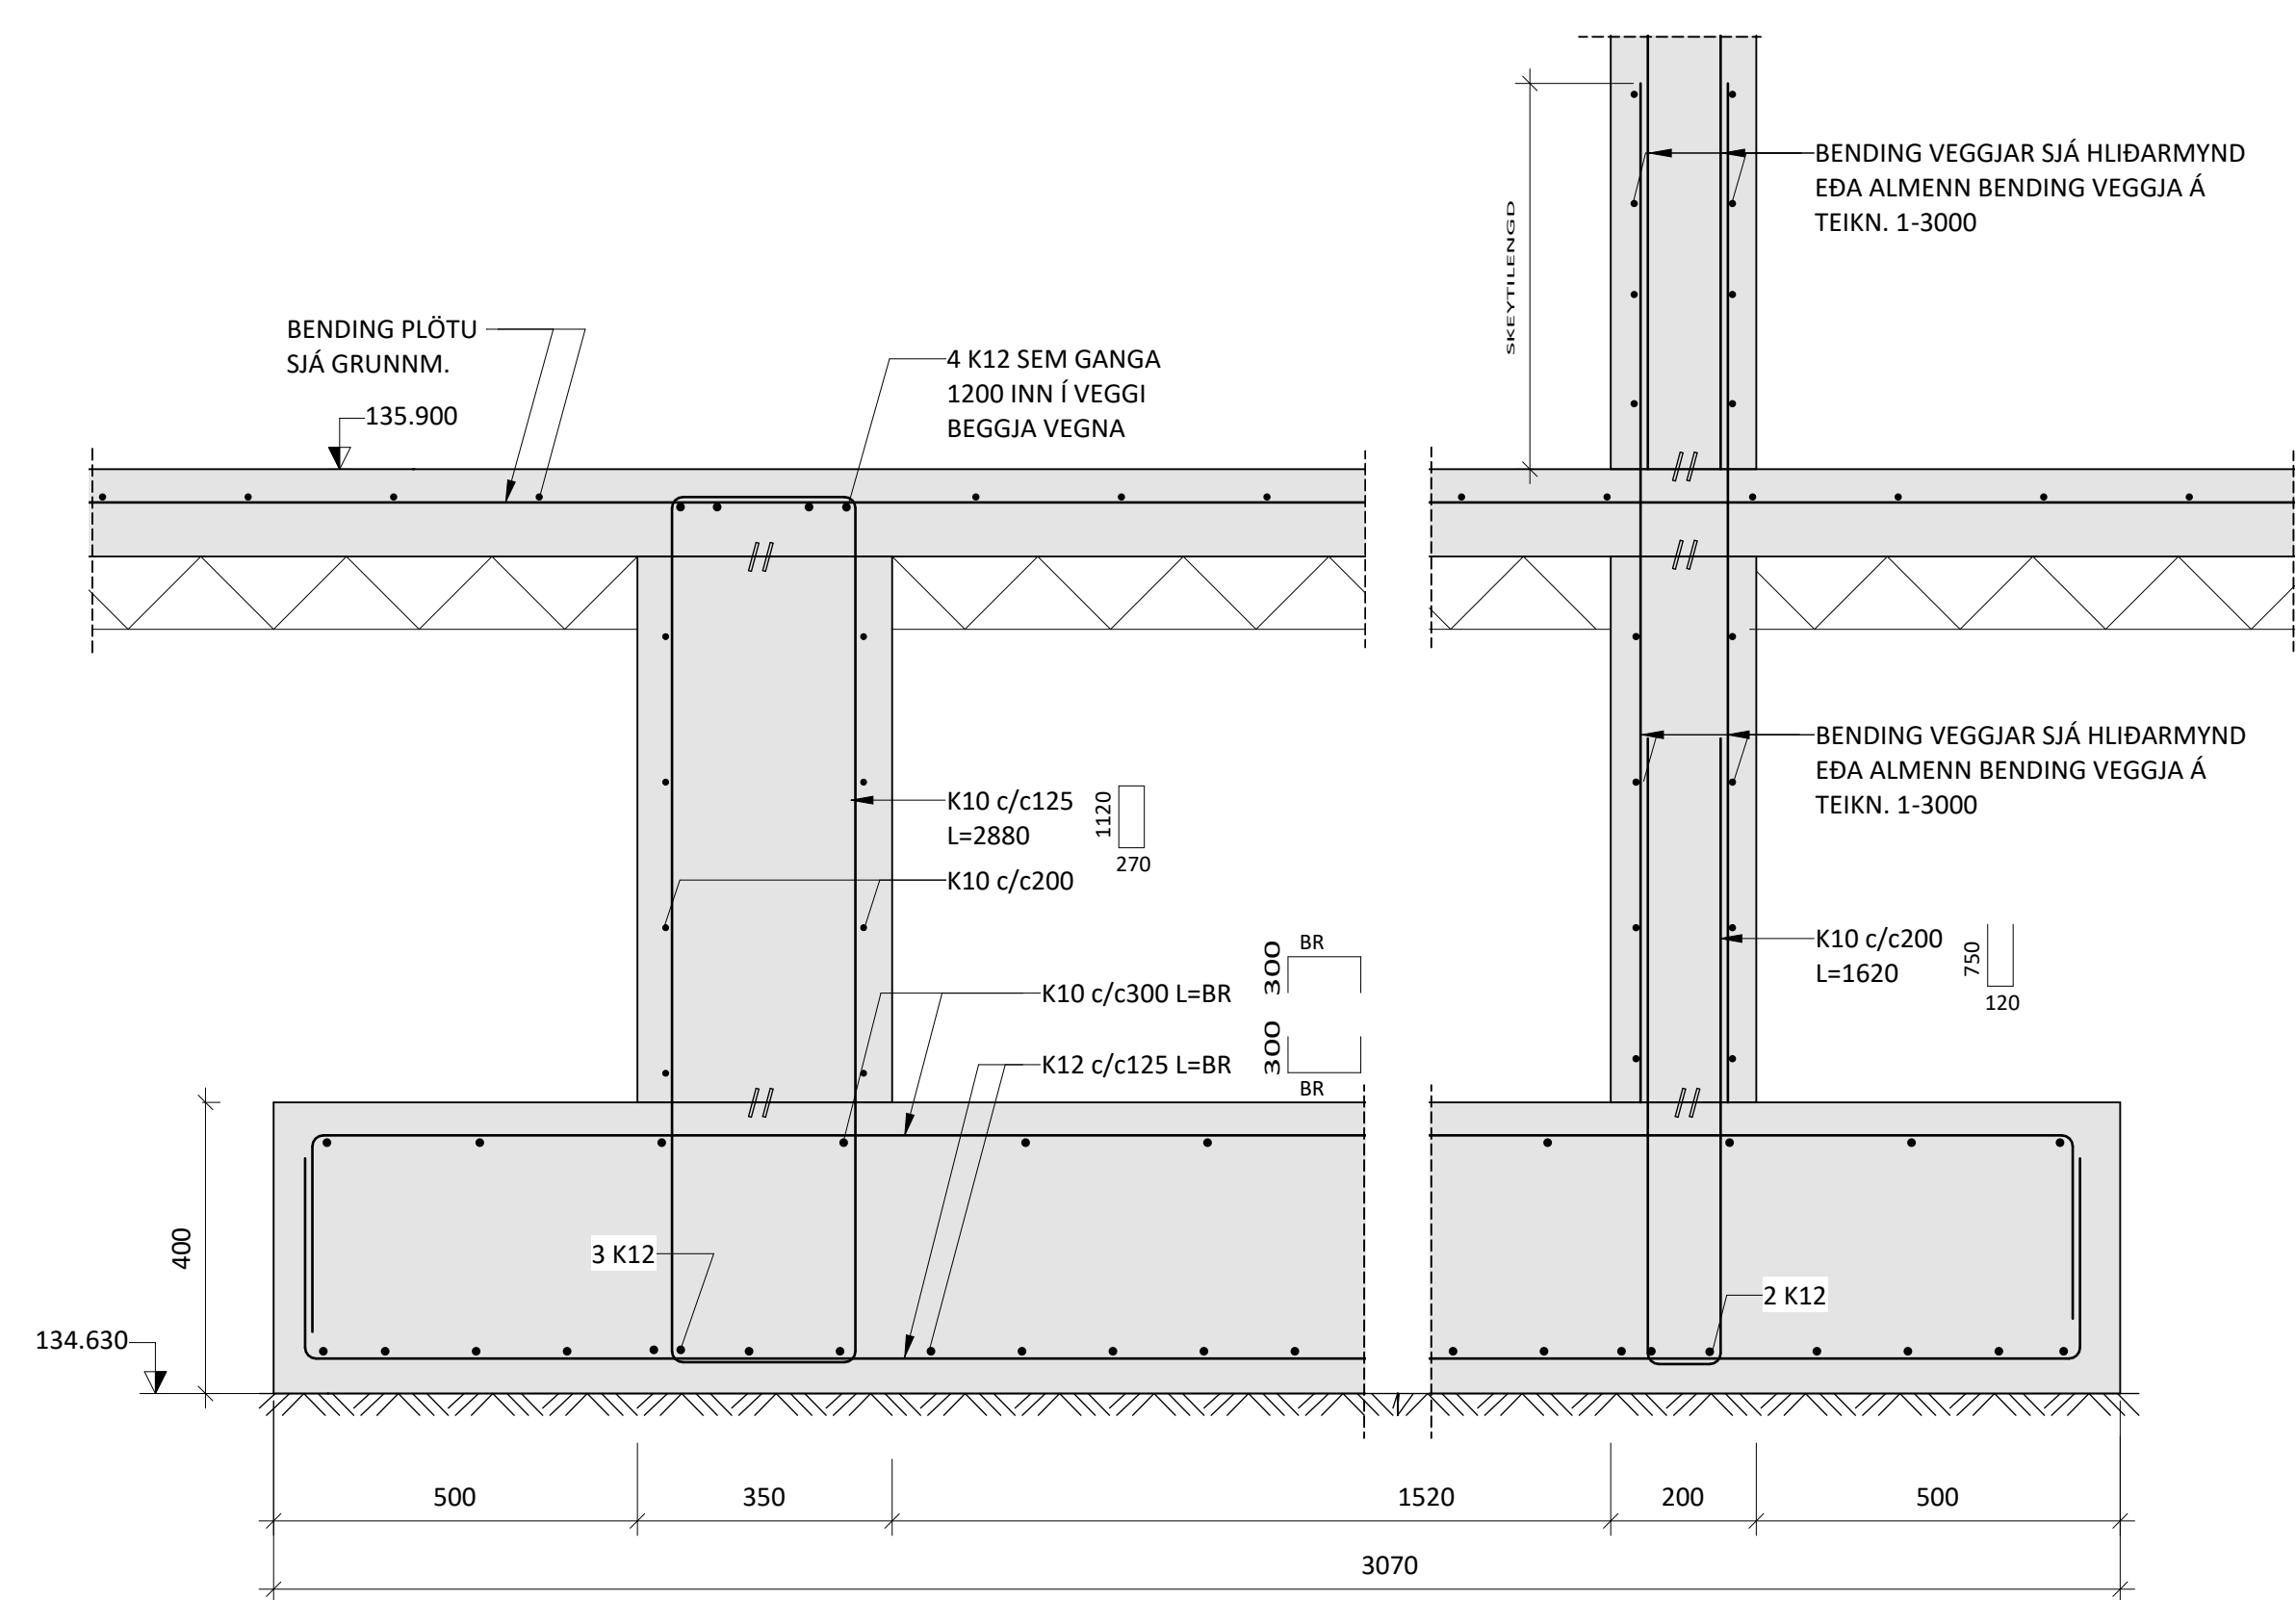 BENDING VEGGJAR SJÁ HLIÐARMYND
EÐA ALMENN BENDING VEGGJA Á
TEIKN. 1-3000
SKEYTILENGD
BENDING PLÖTU
SJÁ GRUNNM.
135.900
4 K12 SEM GANGA
1200 INN Í VEGGI
BEGGJA VEGNA
BENDING VEGGJAR SJÁ HLIÐARMYND
EÐA ALMENN BENDING VEGGJA Á
TEIKN. 1-3000
K10 c/c125
L=2880
1120
270
K10 c/c200
K10 c/c200
L=1620
750
120
BR
300
K10 c/c300 L=BR
300
K12 c/c125 L=BR
BR
400
3 K12
2 K12
134.630
500
350
1520
200
500
3070